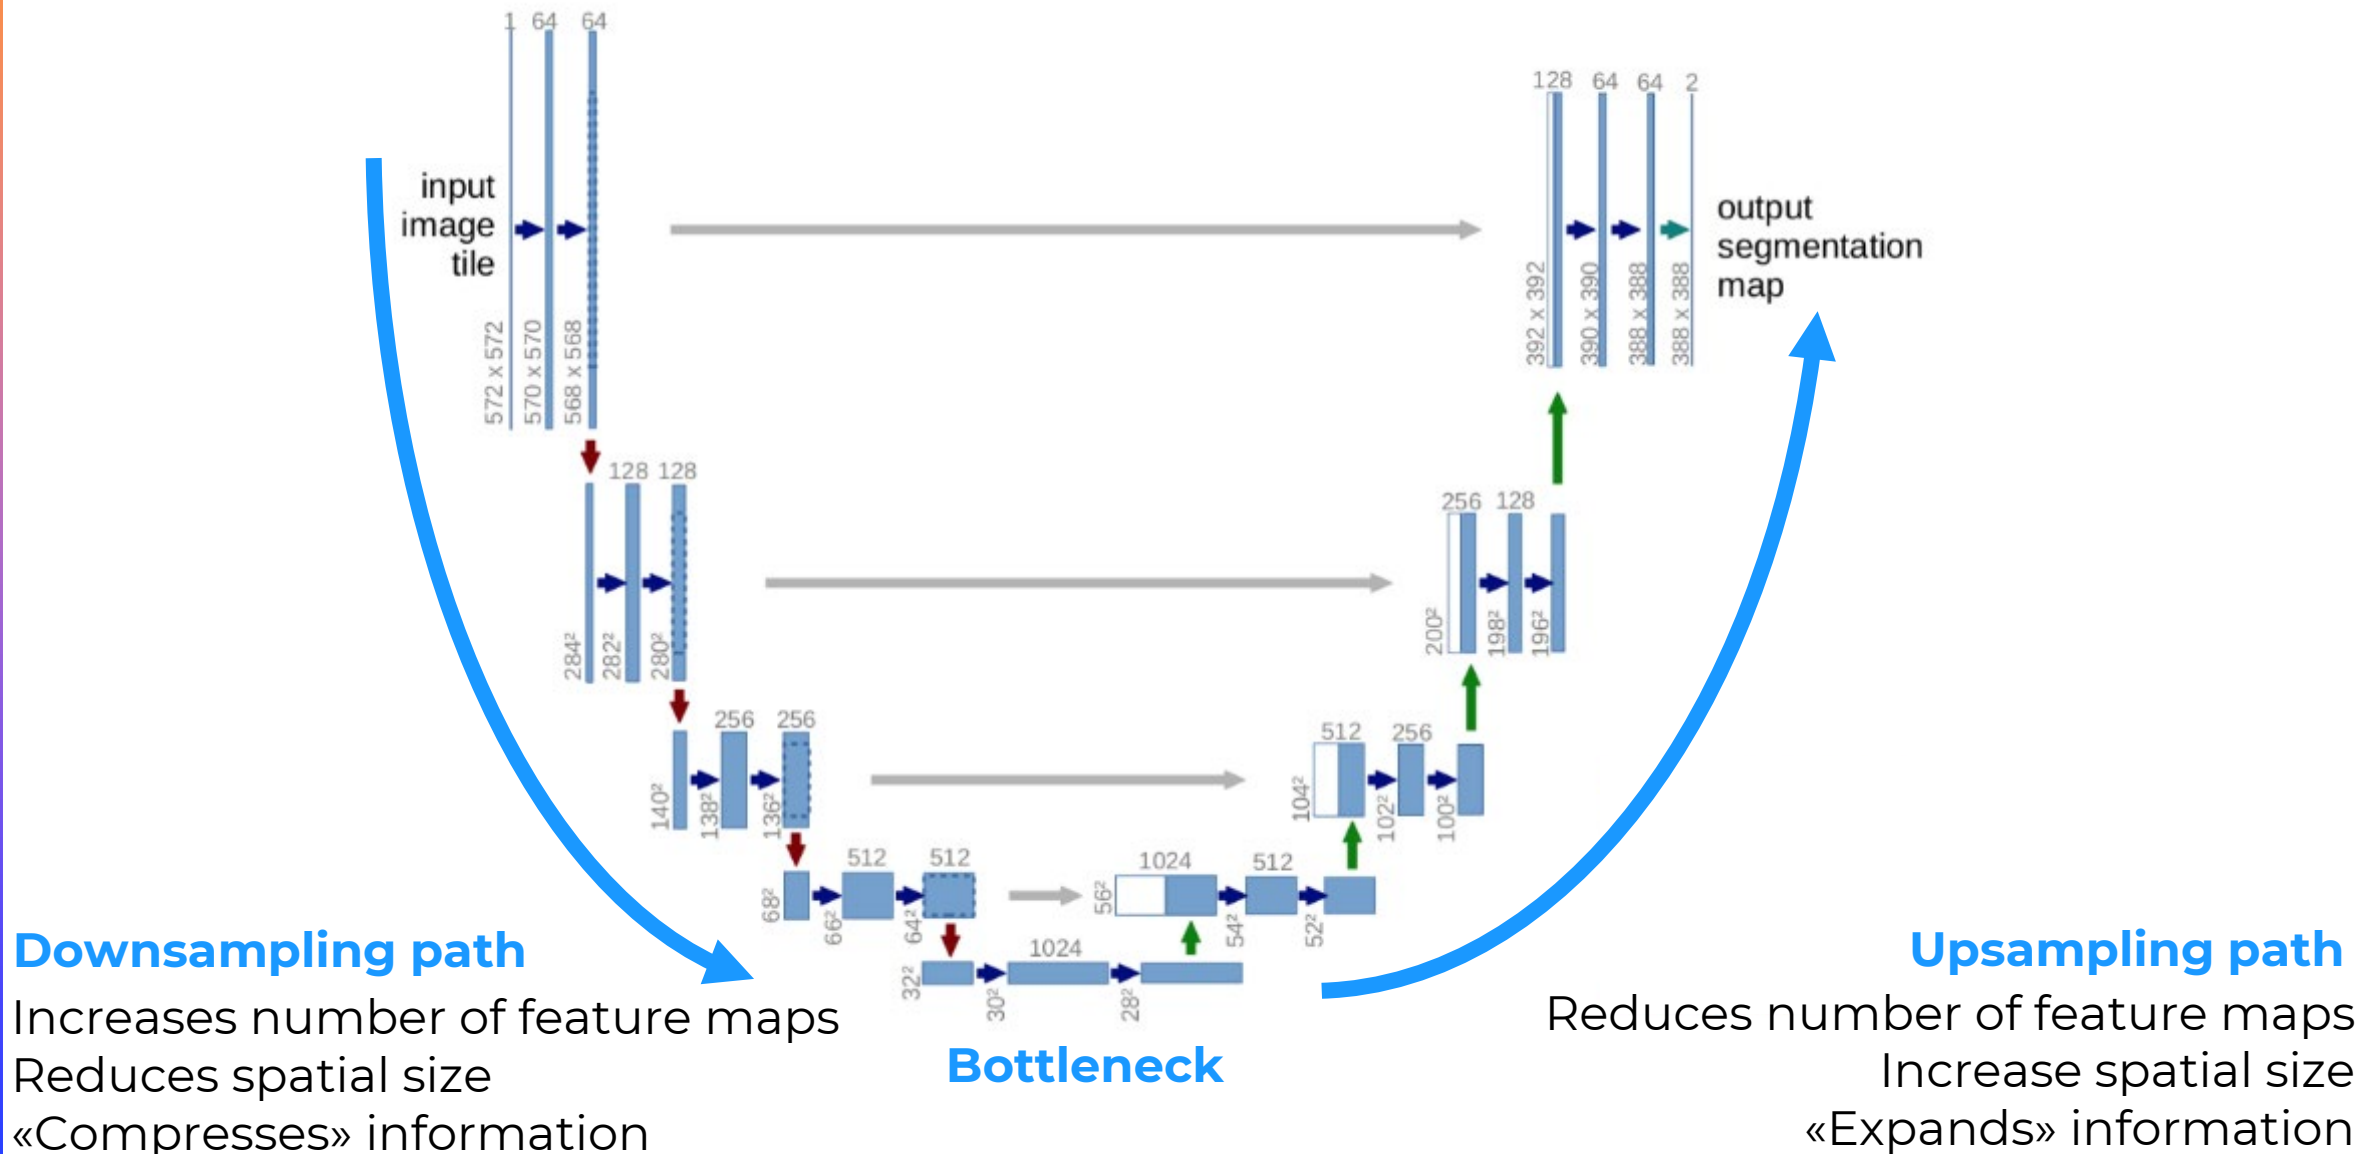 1 64 64
input
image
tile
572 x 572
570 x 570
568 x 568
128 64 64 2
output
segmentation
map
392 x 392
390 x 390
388 x 388
388 x 388
128 128
284²
282²
280²
256 128
200²
198²
196²
256 256
140²
138²
136²
512 256
104²
102²
100²
512 512
68²
66²
64²
1024 512
56²
54²
52²
1024
32²
30²
28²
Downsampling path
Increases number of feature maps
Reduces spatial size
«Compresses» information
Bottleneck
Upsampling path
Reduces number of feature maps
Increase spatial size
«Expands» information